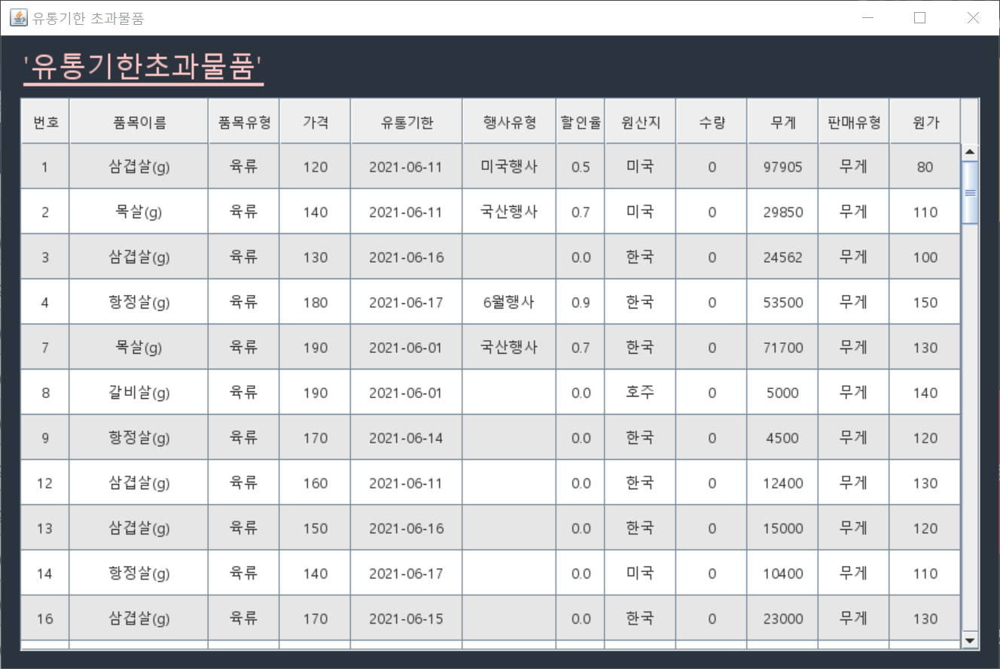 유통기한 초과물품
'유통기한초과물품'
번호 품목이름 품목유형 가격 유통기한 행사유형 할인율 원산지 수량 무게 판매유형 원가
1 삼겹살(g) 육류 120 2021-06-11 미국행사 0.5 미국 0 97905 무게 80
2 목살(g) 육류 140 2021-06-11 국산행사 0.7 미국 0 29850 무게 110
3 삼겹살(g) 육류 130 2021-06-16 0.0 한국 0 24562 무게 100
4 항정살(g) 육류 180 2021-06-17 6월행사 0.9 한국 0 53500 무게 150
7 목살(g) 육류 190 2021-06-01 국산행사 0.7 한국 0 71700 무게 130
8 갈비살(g) 육류 190 2021-06-01 0.0 호주 0 5000 무게 140
9 항정살(g) 육류 170 2021-06-14 0.0 한국 0 4500 무게 120
12 삼겹살(g) 육류 160 2021-06-11 0.0 한국 0 12400 무게 130
13 삼겹살(g) 육류 150 2021-06-16 0.0 한국 0 15000 무게 120
14 항정살(g) 육류 140 2021-06-17 0.0 미국 0 10400 무게 110
16 삼겹살(g) 육류 170 2021-06-15 0.0 한국 0 23000 무게 130